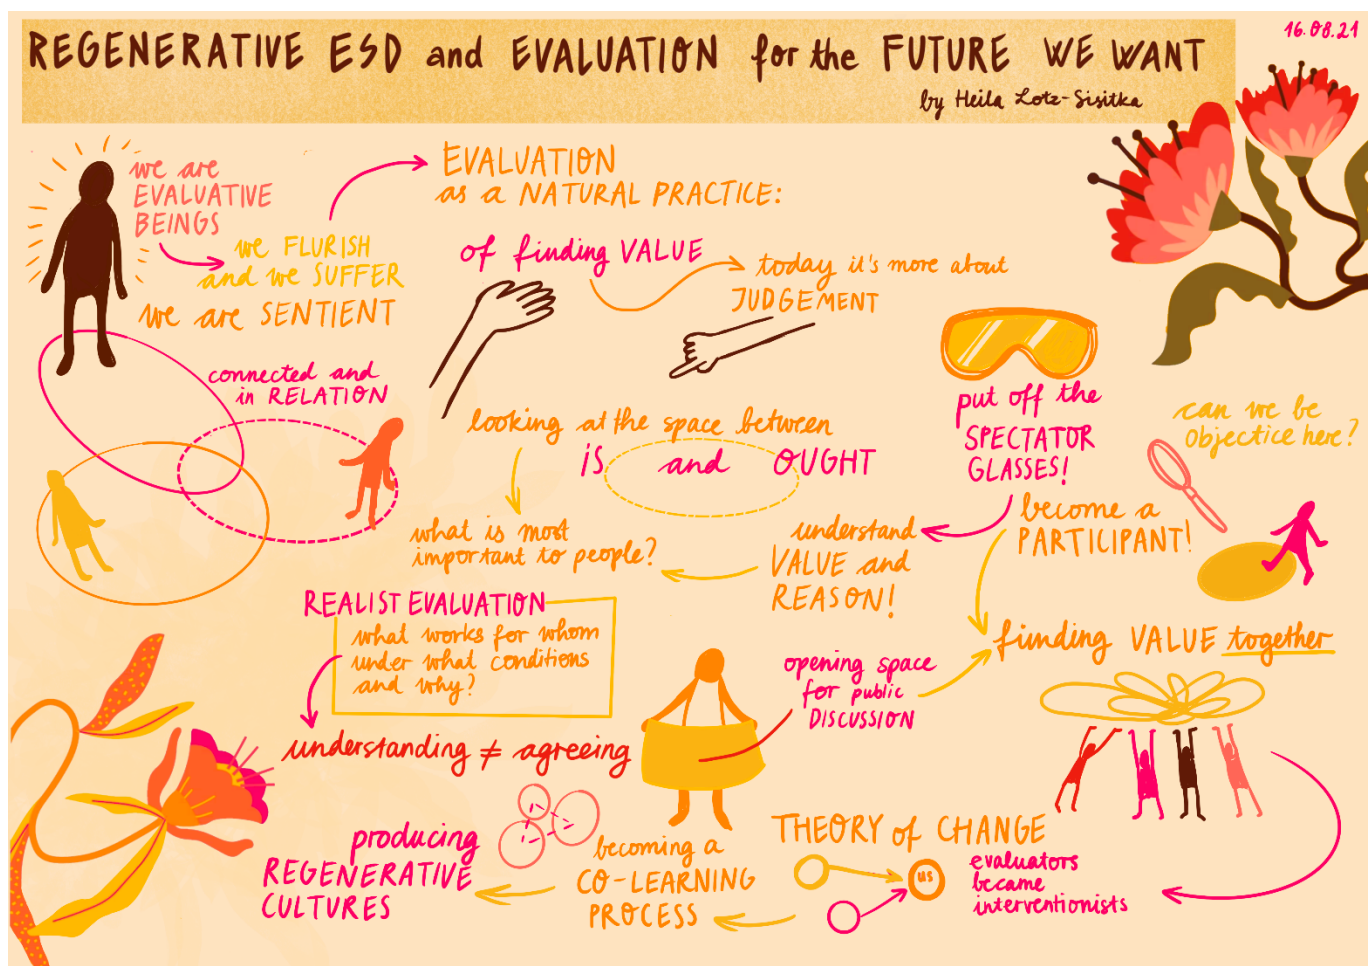 REGENERATIVE ESD and EVALUATION for the FUTURE WE WANT
by Heila Lotz-Sisitka
16.08.21
we are
EVALUATIVE
BEINGS
we FLURISH
and we SUFFER
we are SENTIENT
connected and
in RELATION
EVALUATION
as a NATURAL PRACTICE:
of finding VALUE
today it's more about
JUDGEMENT
looking at the space between
IS and OUGHT
what is most
important to people?
put off the
SPECTATOR
GLASSES!
can we be
objectice here?
become a
PARTICIPANT!
understand
VALUE and
REASON!
REALIST EVALUATION
what works for whom
under what conditions
and why?
understanding ≠ agreeing
opening space
for public
DISCUSSION
finding VALUE together
evaluators
became
interventionists
THEORY of CHANGE
us
becoming a
CO-LEARNING
PROCESS
producing
REGENERATIVE
CULTURES